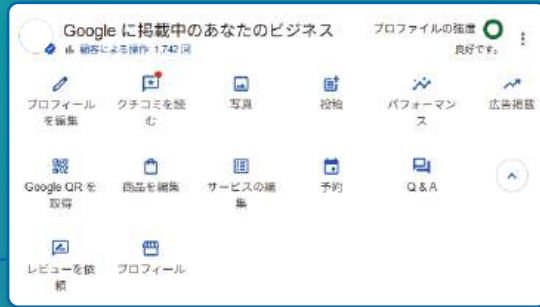 Google に掲載中のあなたのビジネス
顧客による操作 1,742 回
プロファイルの強度
良好です。
プロフィール
を編集
クチコミを読
む
写真
投稿
パフォーマン
ス
広告掲載
Google QR を
取得
商品を編集
サービスの編
集
予約
Q & A
レビューを依
頼
プロフィール